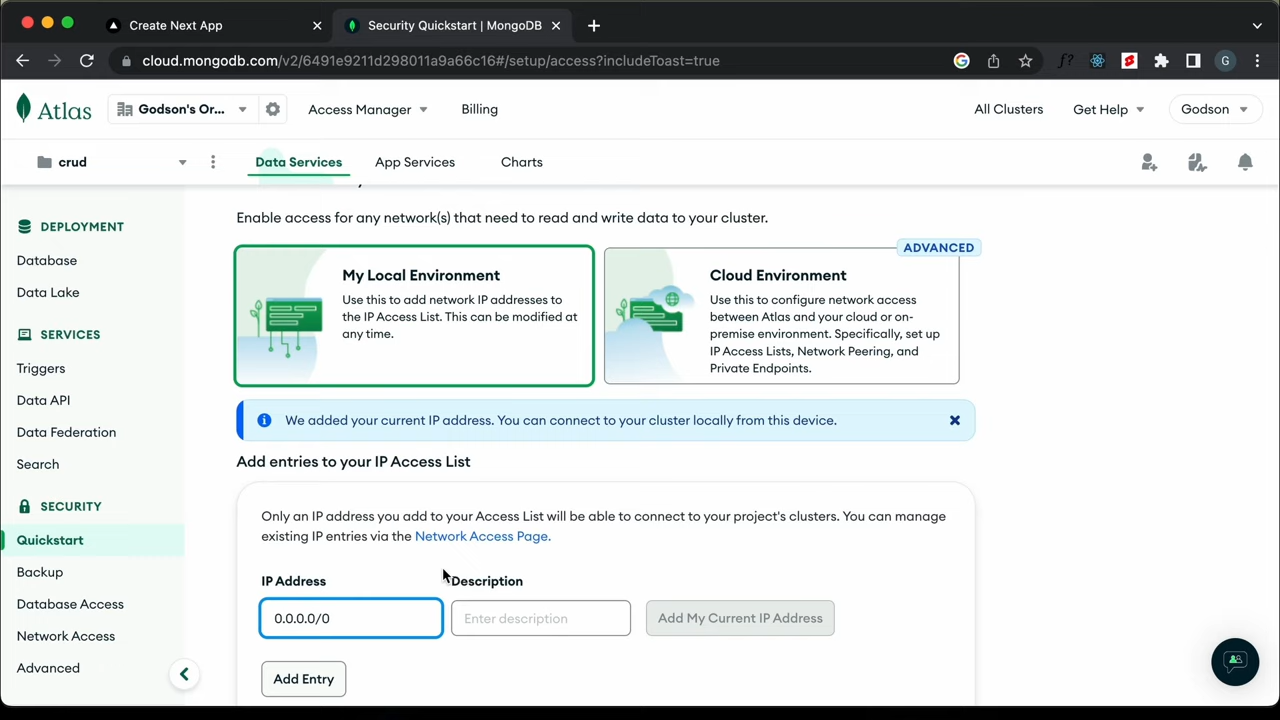 Create Next App
Security Quickstart | MongoDB
cloud.mongodb.com/v2/6491e9211d298011a9a66c16#/setup/access?includeToast=true
f?
G
Atlas
Godson's Or...
Access Manager
Billing
All Clusters
Get Help
Godson
crud
Data Services
App Services
Charts
DEPLOYMENT
Database
Data Lake
SERVICES
Triggers
Data API
Data Federation
Search
SECURITY
Quickstart
Backup
Database Access
Network Access
Advanced
Enable access for any network(s) that need to read and write data to your cluster.
My Local Environment
Use this to add network IP addresses to
the IP Access List. This can be modified at
any time.
ADVANCED
Cloud Environment
Use this to configure network access
between Atlas and your cloud or on-
premise environment. Specifically, set up
IP Access Lists, Network Peering, and
Private Endpoints.
We added your current IP address. You can connect to your cluster locally from this device.
Add entries to your IP Access List
Only an IP address you add to your Access List will be able to connect to your project's clusters. You can manage
existing IP entries via the Network Access Page.
IP Address
Description
0.0.0.0/0
Enter description
Add My Current IP Address
Add Entry